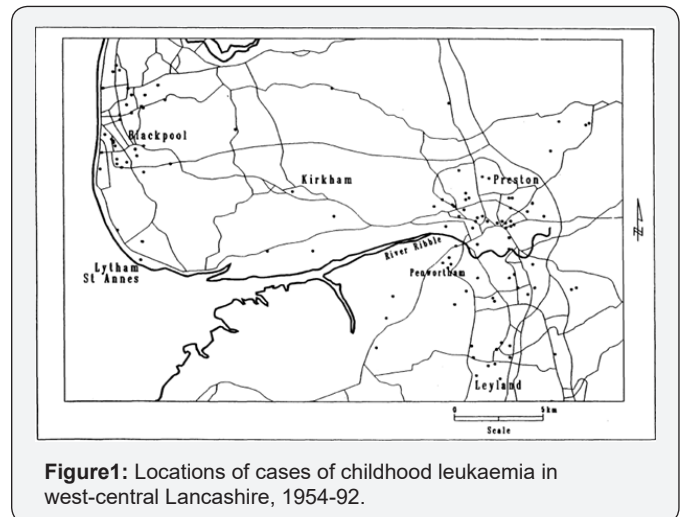 Blackpool
Kirkham
Preston
River Ribble
Penwortham
Lytham
St Annes
Leyland
N
0 5km
Scale
Figure1: Locations of cases of childhood leukaemia in
west-central Lancashire, 1954-92.